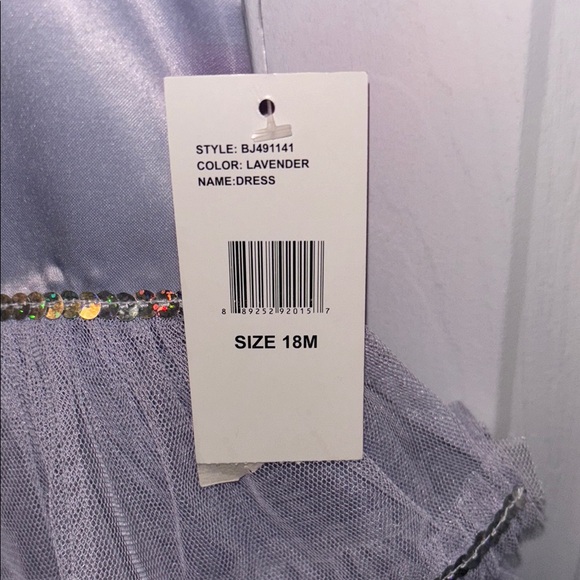 STYLE: BJ491141
COLOR: LAVENDER
NAME:DRESS
8 89252 92015 7
SIZE 18M